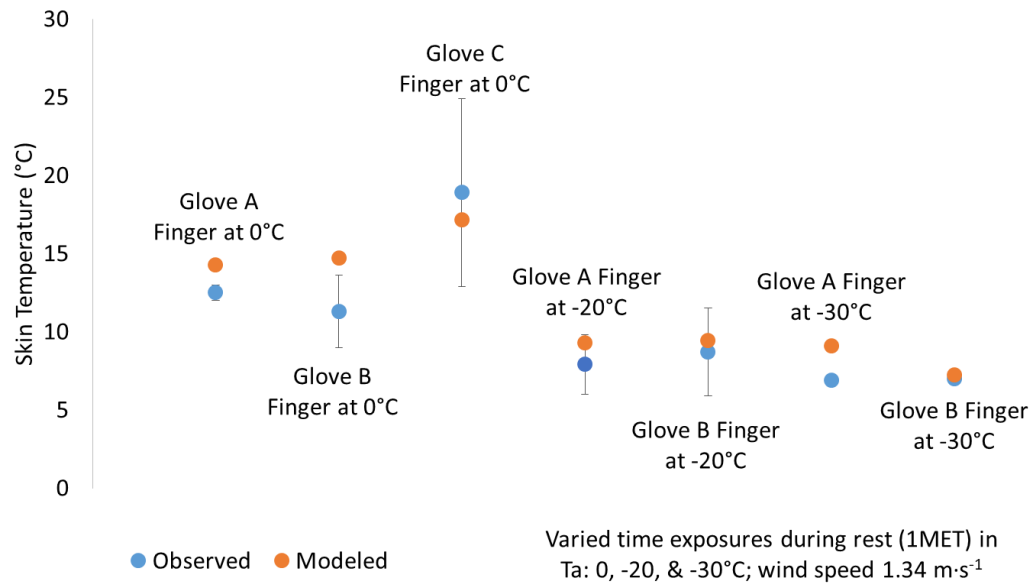 30
25
20
15
10
5
0
Skin Temperature (°C)
Glove A
Finger at 0°C
Glove B
Finger at 0°C
Glove C
Finger at 0°C
Glove A Finger
at -20°C
Glove B Finger
at -20°C
Glove A Finger
at -30°C
Glove B Finger
at -30°C
Observed
Modeled
Varied time exposures during rest (1MET) in
Ta: 0, -20, & -30°C; wind speed 1.34 m·s⁻¹